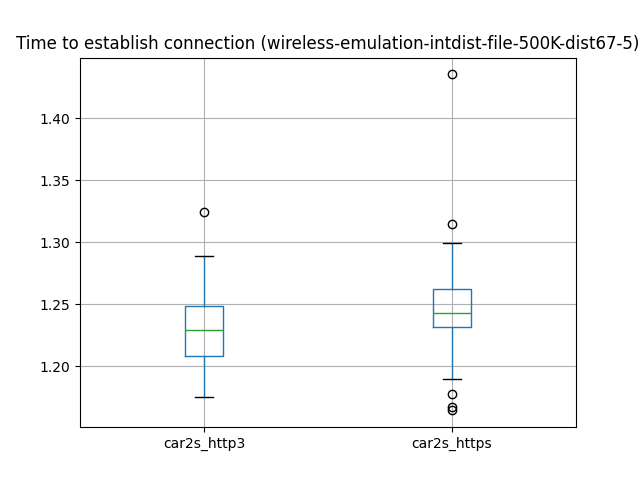 Time to establish connection (wireless-emulation-intdist-file-500K-dist67-5)
1.40
1.35
1.30
1.25
1.20
car2s_http3
car2s_https